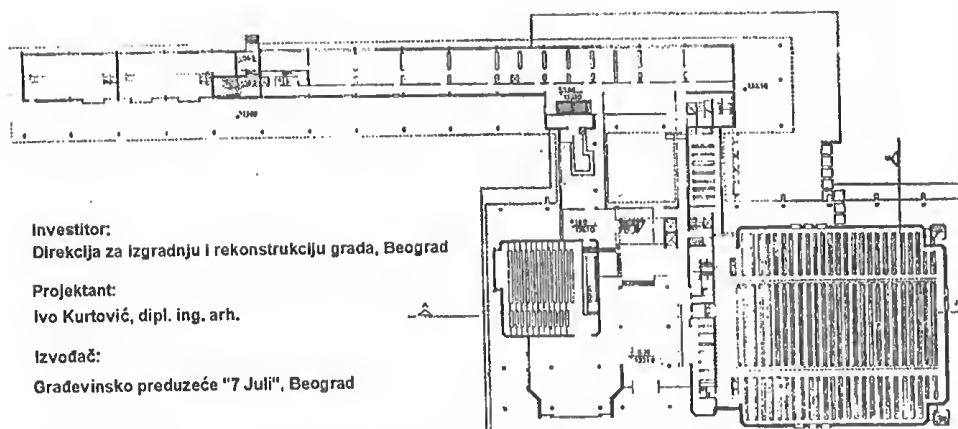 Investitor:
Direkcija za izgradnju i rekonstrukciju grada, Beograd
Projektant:
Ivo Kurtović, dipl. ing. arh.
Izvođač:
Građevinsko preduzeće "7 Juli", Beograd